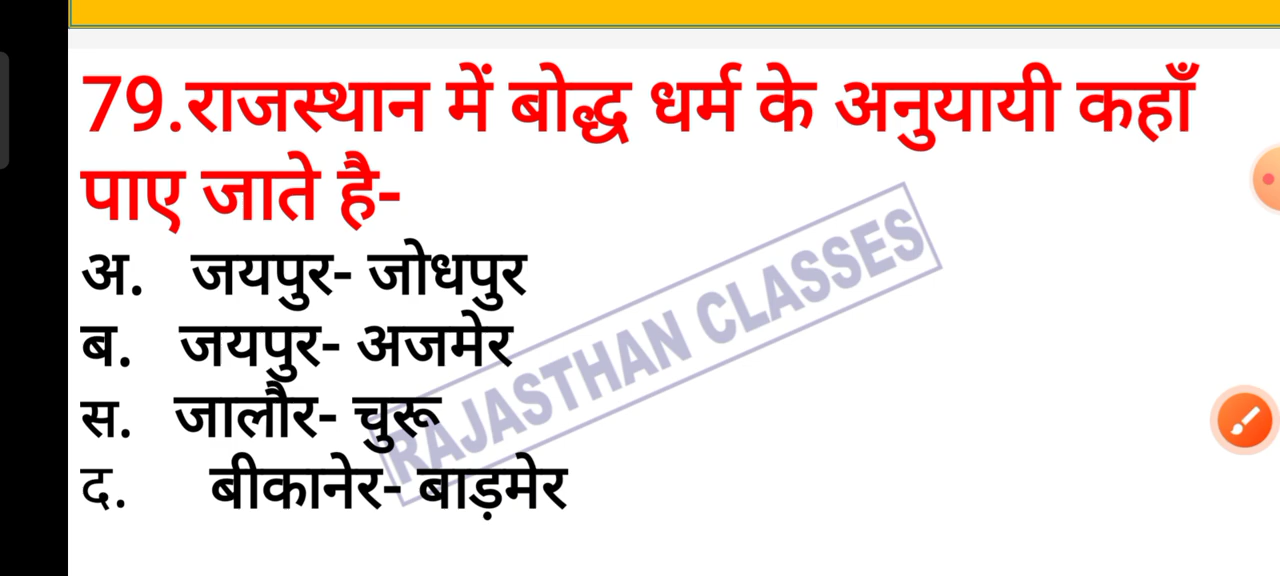 79.राजस्थान में बोद्ध धर्म के अनुयायी कहाँ
पाए जाते है-
अ. जयपुर- जोधपुर
ब. जयपुर- अजमेर
स. जालौर- चुरू
द. बीकानेर- बाड़मेर
RAJASTHAN CLASSES